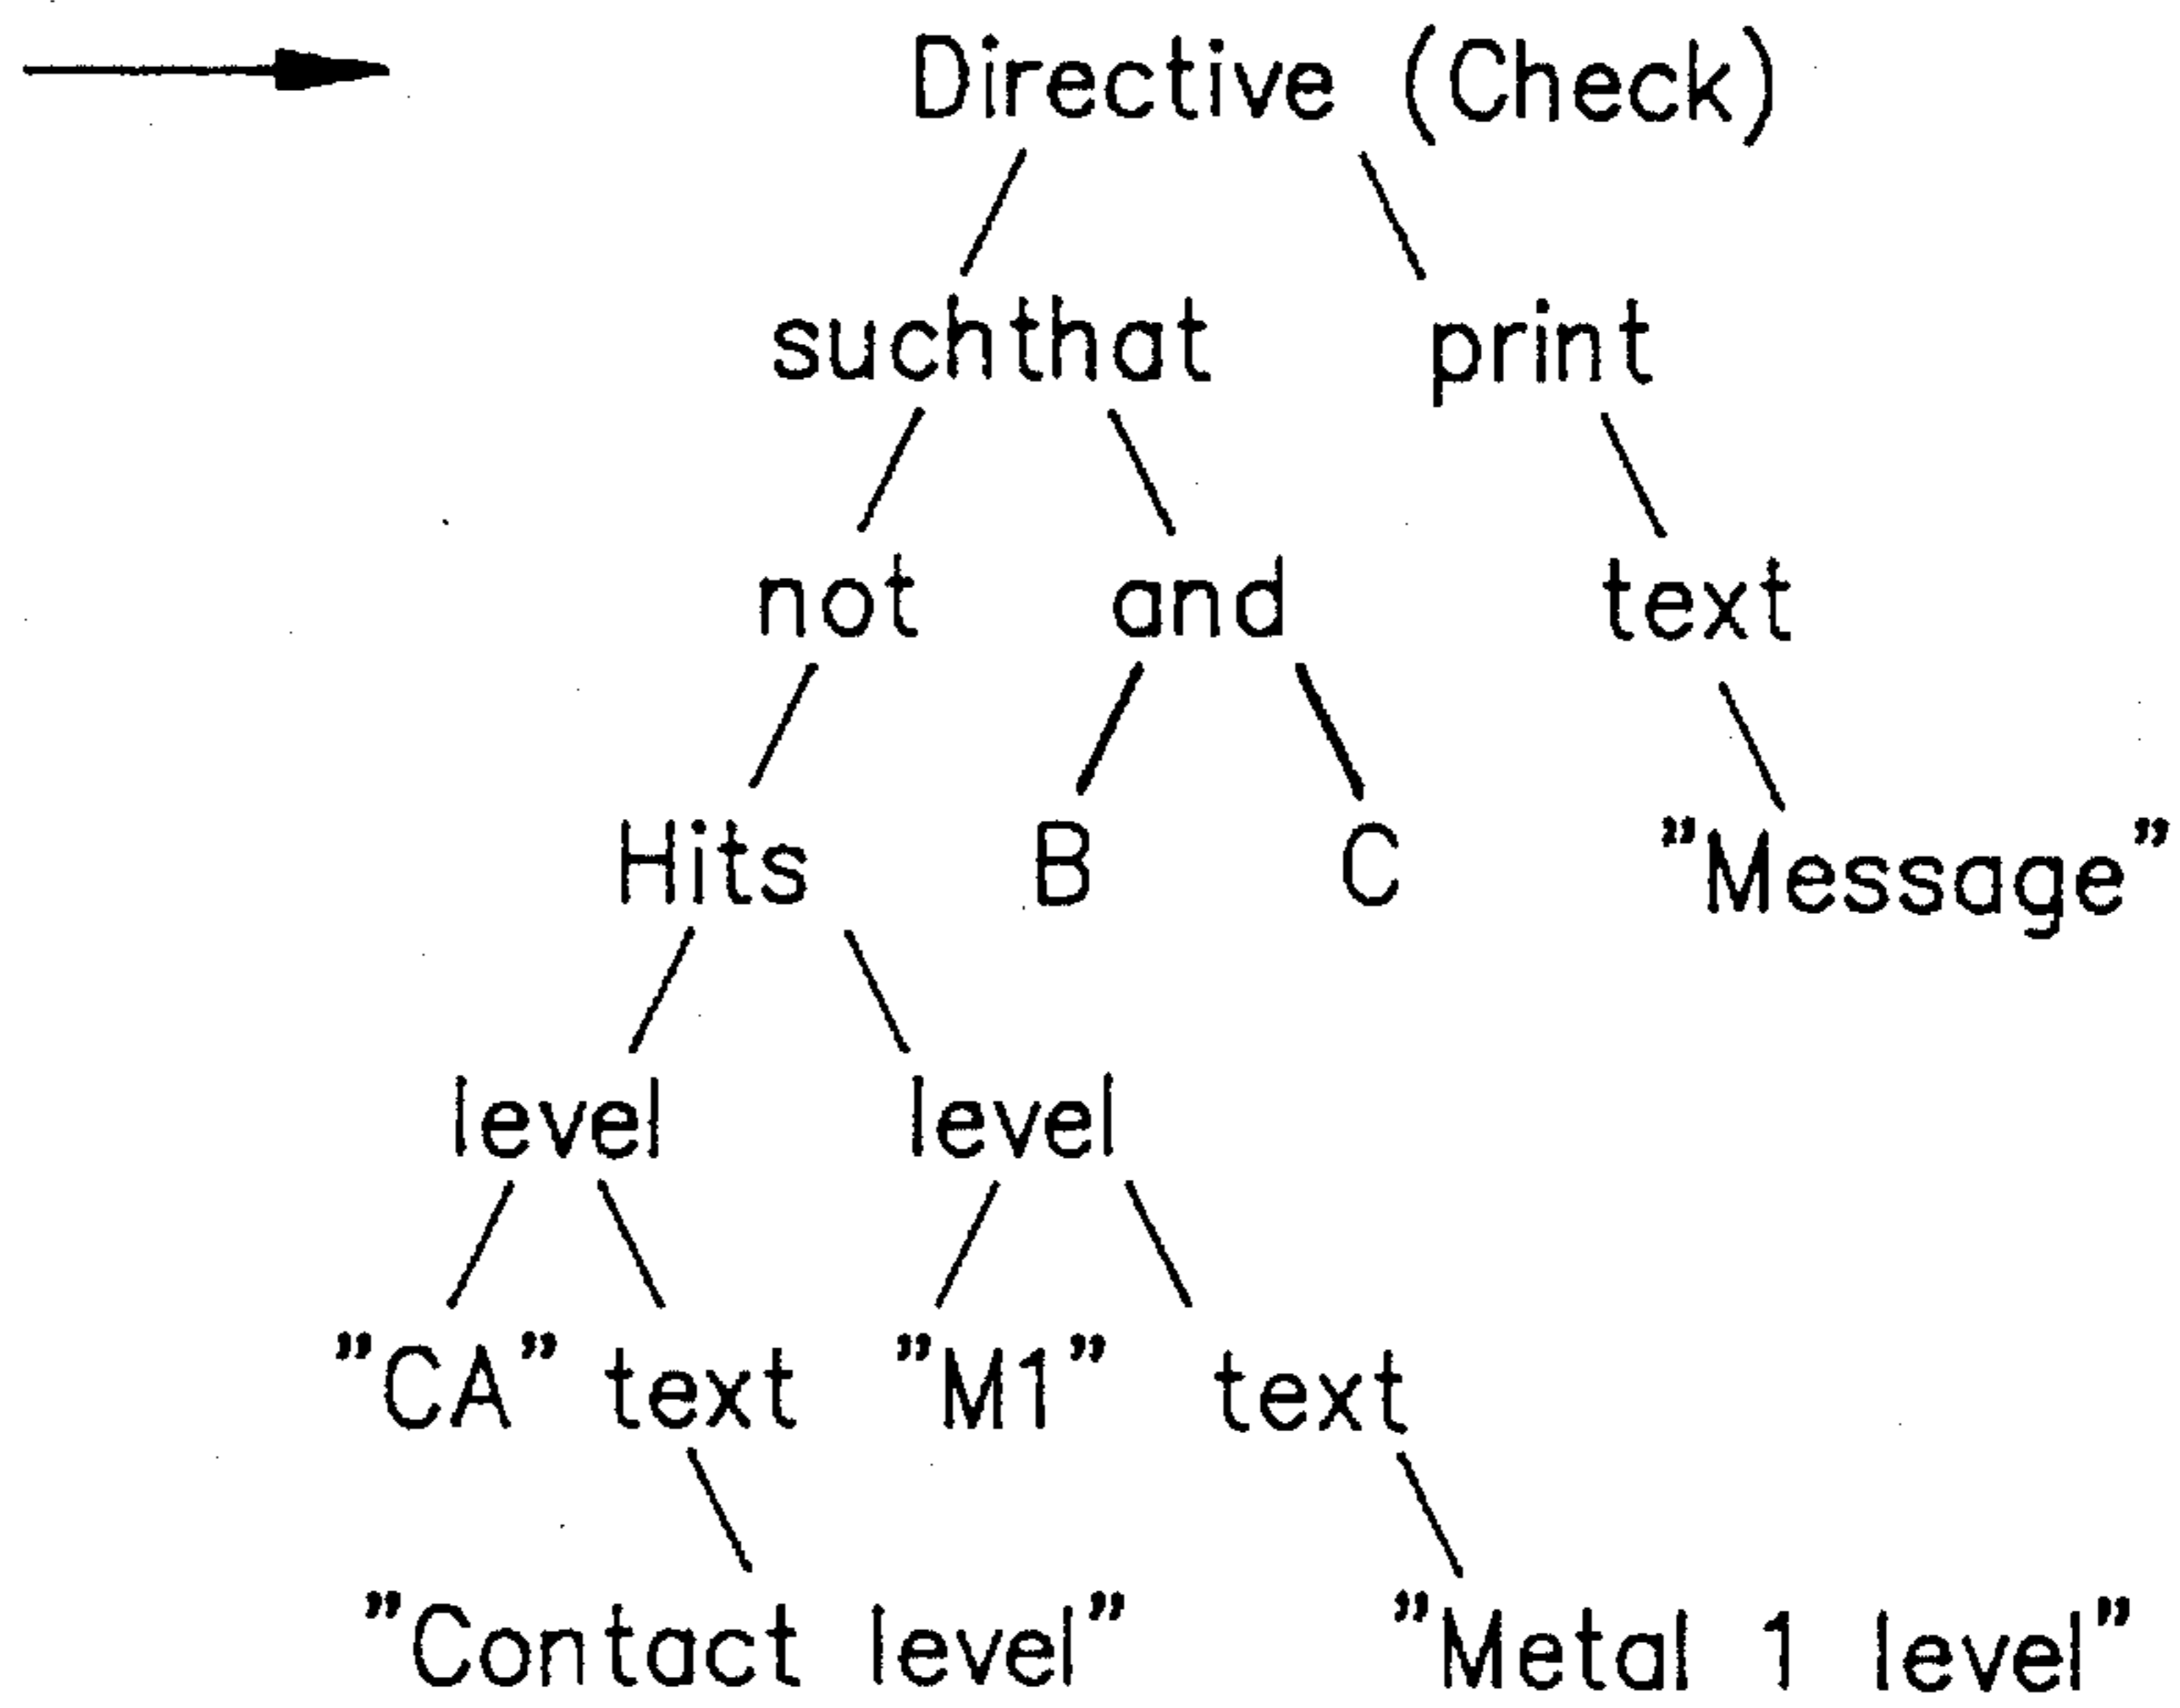 Directive (Check)
suchthat print
not and text
Hits B C "Message"
level level
"CA" text "M1" text
"Contact level" "Metal 1 level"